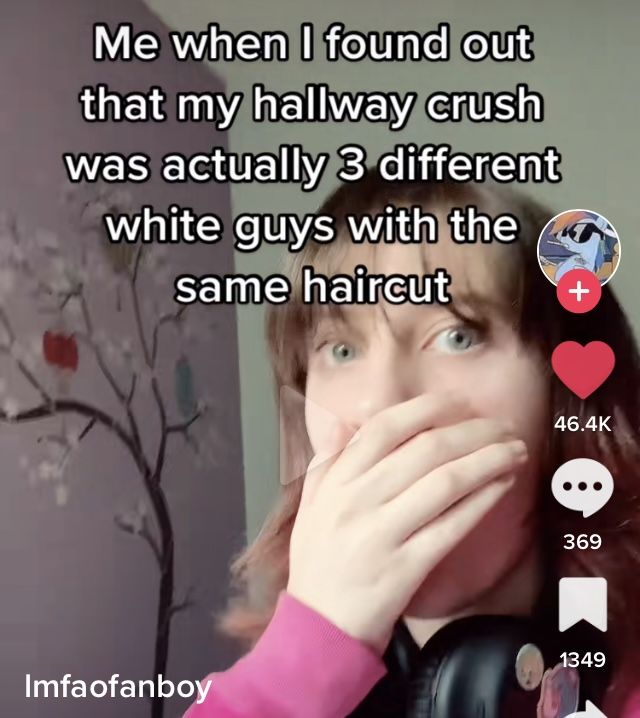 Me when I found out
that my hallway crush
was actually 3 different
white guys with the
same haircut
46.4K
369
1349
lmfaofanboy